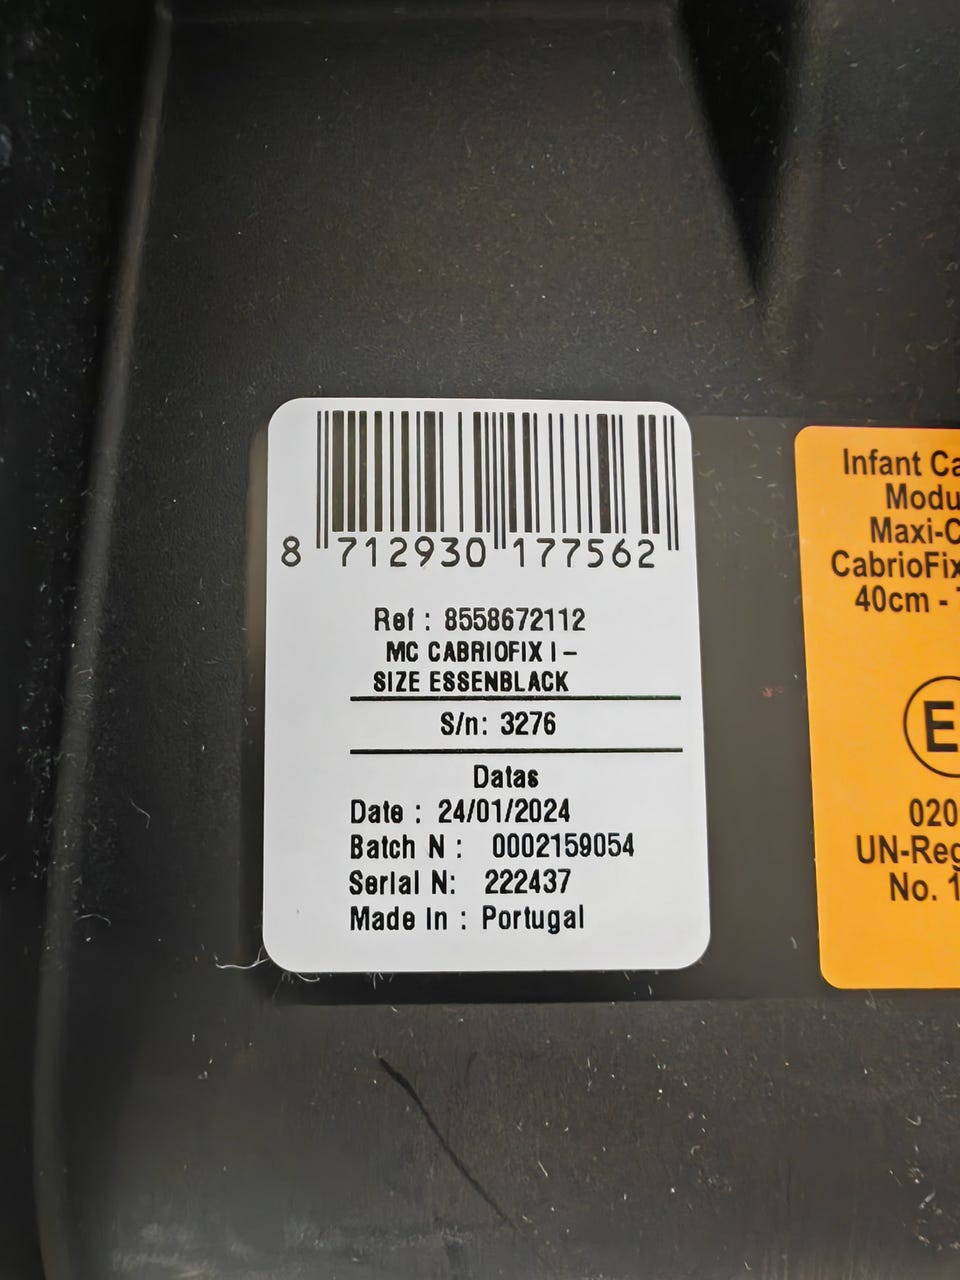 8 712930 177562
Ref : 8558672112
MC CABRIOFIX I -
SIZE ESSENBLACK
S/n: 3276
Datas
Date : 24/01/2024
Batch N : 0002159054
Serial N: 222437
Made In : Portugal
Infant Ca
Modu
Maxi-C
CabrioFix
40cm -
E
020
UN-Reg
No. 1